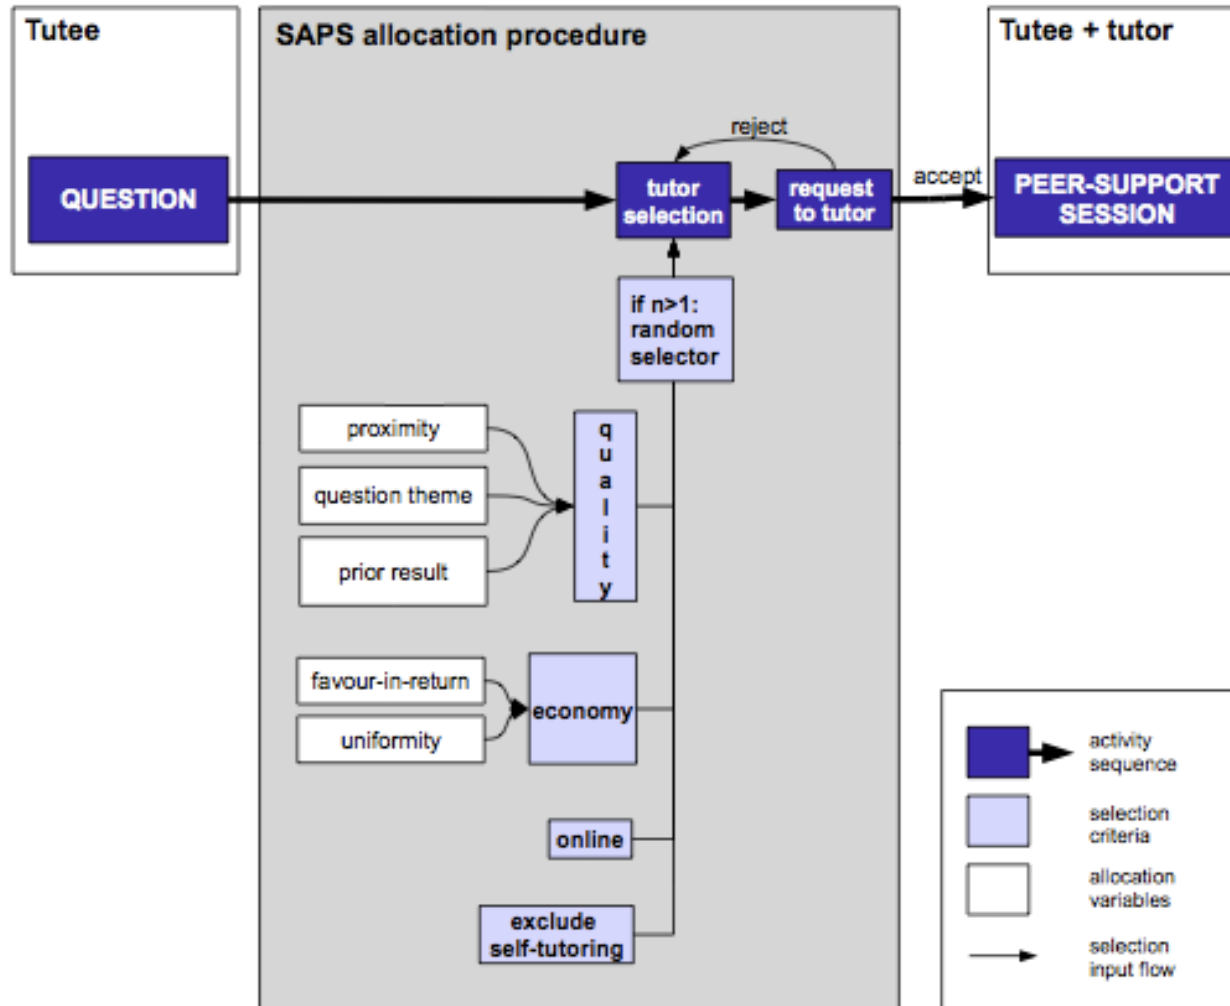 Tutee
SAPS allocation procedure
Tutee + tutor
reject
QUESTION
tutor
selection
request
to tutor
accept
PEER-SUPPORT
SESSION
if n>1:
random
selector
proximity
question theme
prior result
quality
favour-in-return
uniformity
economy
online
exclude
self-tutoring
activity
sequence
selection
criteria
allocation
variables
selection
input flow